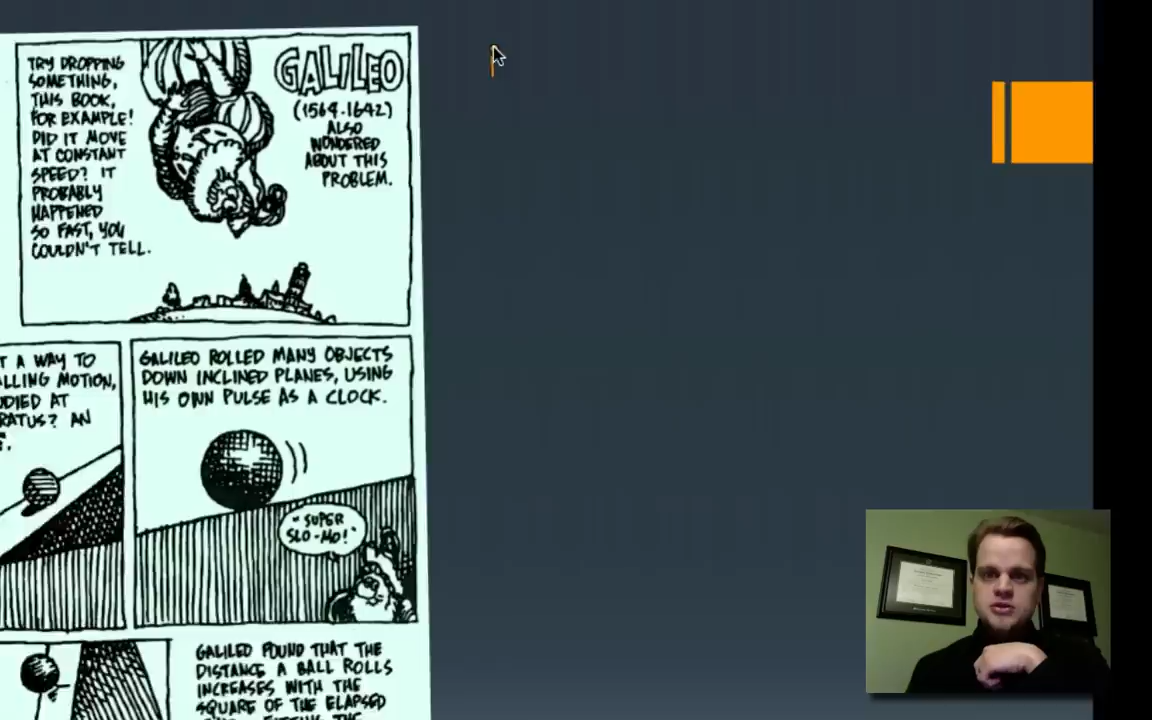 TRY DROPPING
SOMETHING,
THIS BOOK,
FOR EXAMPLE!
DID IT MOVE
AT CONSTANT
SPEED? IT
PROBABLY
HAPPENED
SO FAST, YOU
COULDN'T TELL.
GALILEO
(1564-1642)
ALSO
WONDERED
ABOUT THIS
PROBLEM.
T A WAY TO
ALLING MOTION,
UDIED AT
RATUS? AN
GALILEO ROLLED MANY OBJECTS
DOWN INCLINED PLANES, USING
HIS OWN PULSE AS A CLOCK.
"SUPER
SLO-MO!"
GALILEO FOUND THAT THE
DISTANCE A BALL ROLLS
INCREASES WITH THE
SQUARE OF THE ELAPSED